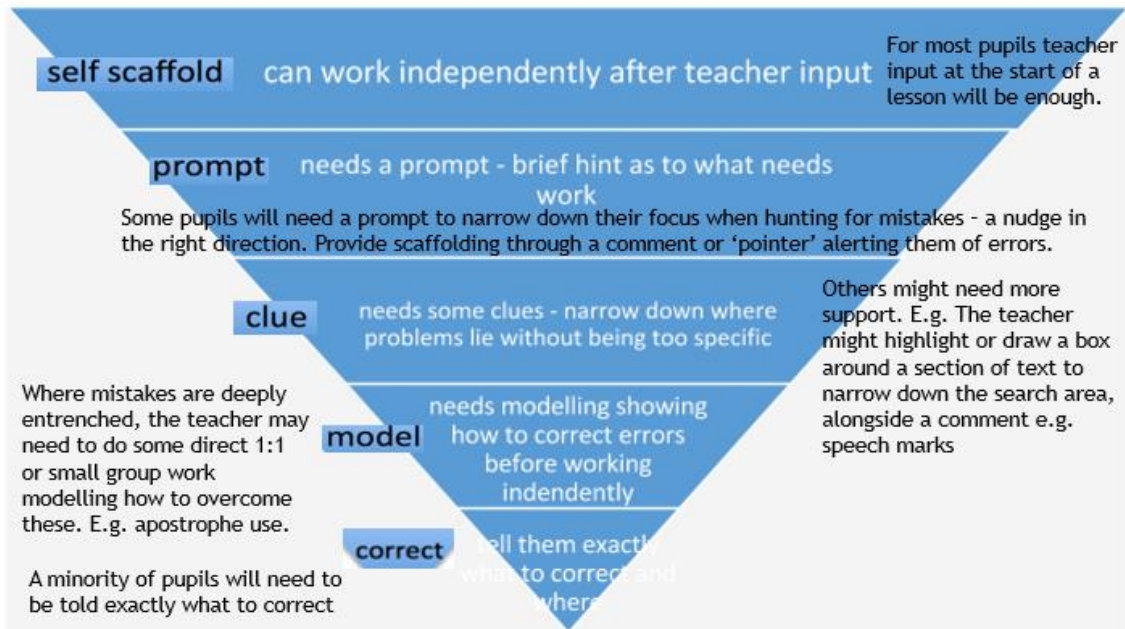 self scaffold
can work independently after teacher input
For most pupils teacher
input at the start of a
lesson will be enough.
prompt
needs a prompt - brief hint as to what needs
work
Some pupils will need a prompt to narrow down their focus when hunting for mistakes - a nudge in
the right direction. Provide scaffolding through a comment or ‘pointer’ alerting them of errors.
clue
needs some clues - narrow down where
problems lie without being too specific
Others might need more
support. E.g. The teacher
might highlight or draw a box
around a section of text to
narrow down the search area,
alongside a comment e.g.
speech marks
Where mistakes are deeply
entrenched, the teacher may
need to do some direct 1:1
or small group work
modelling how to overcome
these. E.g. apostrophe use.
model
needs modelling showing
how to correct errors
before working
indendently
correct
tell them exactly
what to correct and
where
A minority of pupils will need to
be told exactly what to correct